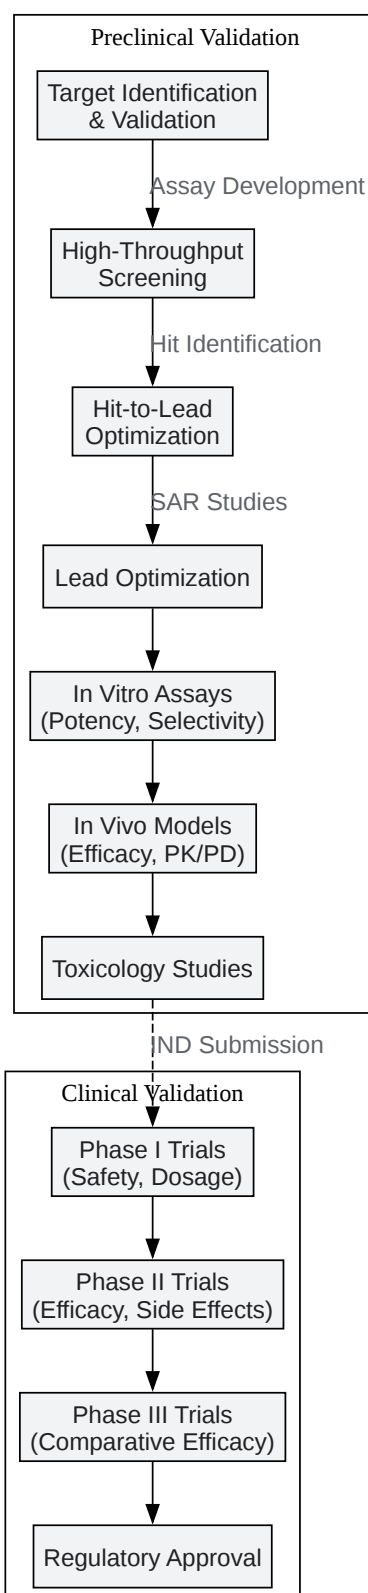 Preclinical Validation
Target Identification
& Validation
Assay Development
High-Throughput
Screening
Hit Identification
Hit-to-Lead
Optimization
SAR Studies
Lead Optimization
In Vitro Assays
(Potency, Selectivity)
In Vivo Models
(Efficacy, PK/PD)
Toxicology Studies
IND Submission
Clinical Validation
Phase I Trials
(Safety, Dosage)
Phase II Trials
(Efficacy, Side Effects)
Phase III Trials
(Comparative Efficacy)
Regulatory Approval